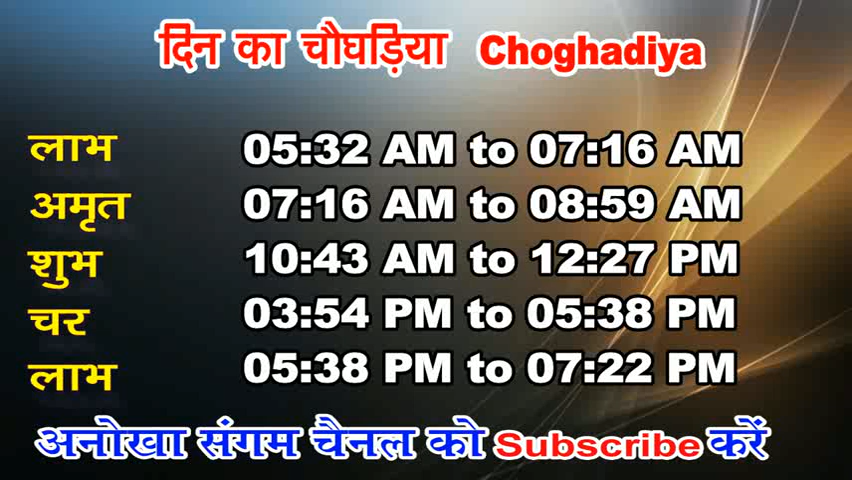 दिन का चौघड़िया Choghadiya
लाभ 05:32 AM to 07:16 AM
अमृत 07:16 AM to 08:59 AM
शुभ 10:43 AM to 12:27 PM
चर 03:54 PM to 05:38 PM
लाभ 05:38 PM to 07:22 PM
अनोखा संगम चैनल को Subscribe करें